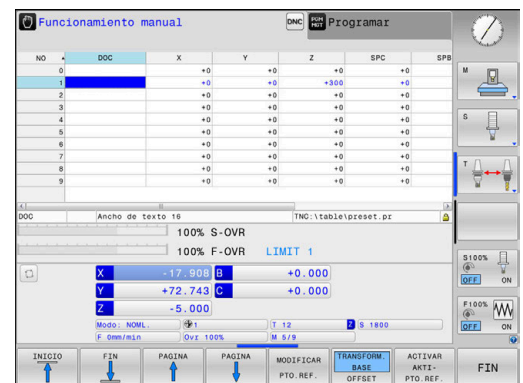 Funcionamiento manual DNC PGM MGT Programar
NO DOC X Y Z SPC SPB
0 +0 +0 +0 +0
1 +0 +0 +300 +0
2 +0 +0 +0 +0
3 +0 +0 +0 +0
4 +0 +0 +0 +0
5 +0 +0 +0 +0
6 +0 +0 +0 +0
7 +0 +0 +0 +0
8 +0 +0 +0 +0
9 +0 +0 +0 +0
DOC Ancho de texto 16 TNC:\table\preset.pr
100% S-OVR
100% F-OVR LIMIT 1
X -17.908 B +0.000
Y +72.743 C +0.000
Z -5.000
Modo: NOML. 1 T 12 Z S 1800
F 0mm/min Ovr 100% M 5/9
M
S
T
S100%
OFF ON
F100%
OFF ON
INICIO
FIN
PAGINA
PAGINA
MODIFICAR
PTO.REF.
TRANSFORM.
BASE
OFFSET
ACTIVAR
AKTI-
PTO.REF.
FIN